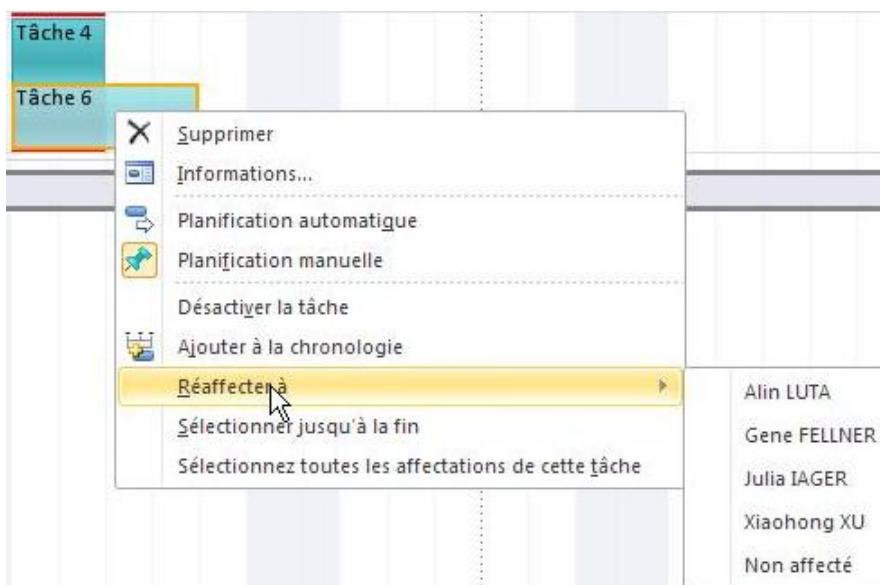 Tâche 4
Tâche 6
Supprimer
Informations...
Planification automatique
Planification manuelle
Désactiver la tâche
Ajouter à la chronologie
Réaffecter à
Sélectionner jusqu'à la fin
Sélectionnez toutes les affectations de cette tâche
Alin LUTA
Gene FELLNER
Julia IAGER
Xiaohong XU
Non affecté